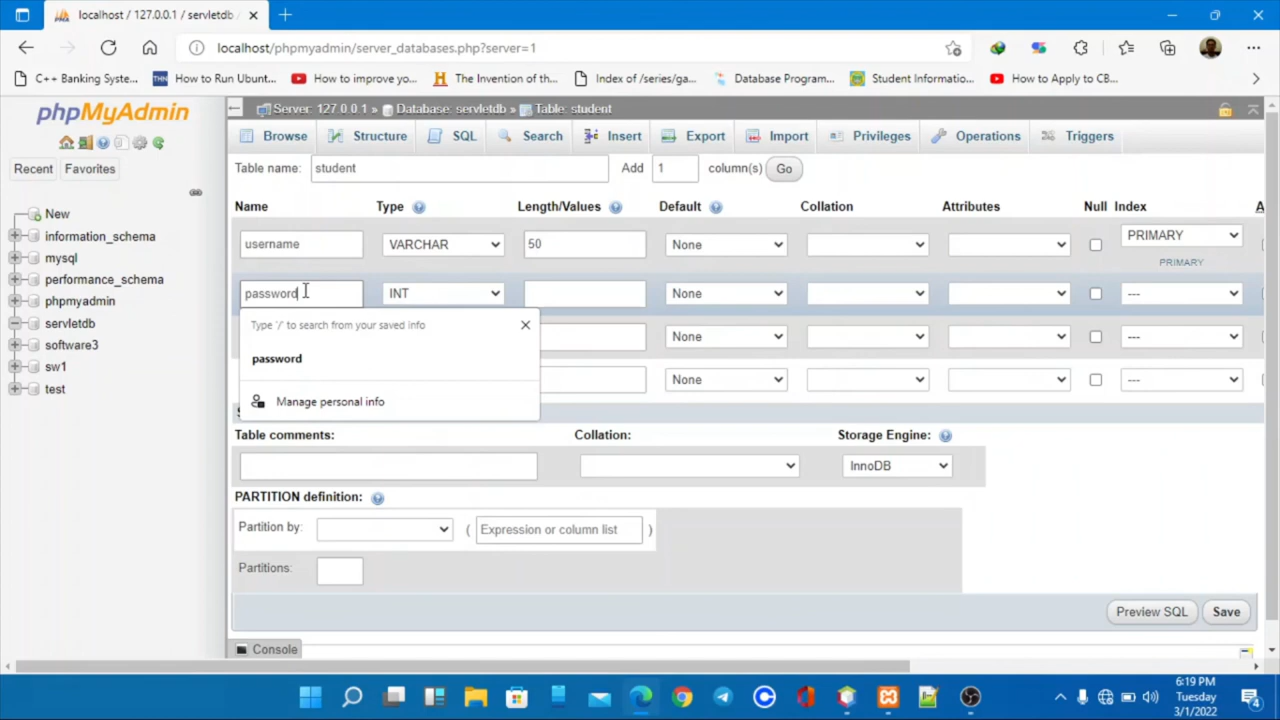 localhost / 127.0.0.1 / servletdb
localhost/phpmyadmin/server_databases.php?server=1
C++ Banking Syste...
THN
How to Run Ubunt...
How to improve yo...
The Invention of th...
Index of /series/ga...
Database Program...
Student Informatio...
How to Apply to CB...
phpMyAdmin
Server: 127.0.0.1 » Database: servletdb » Table: student
Browse
Structure
SQL
Search
Insert
Export
Import
Privileges
Operations
Triggers
Recent
Favorites
Table name:
student
Add
1
column(s)
Go
New
information_schema
mysql
performance_schema
phpmyadmin
servletdb
software3
sw1
test
Name
Type
Length/Values
Default
Collation
Attributes
Null
Index
username
VARCHAR
50
None
PRIMARY
PRIMARY
password
INT
None
---
Type '/' to search from your saved info
password
Manage personal info
None
---
None
---
Table comments:
Collation:
Storage Engine:
InnoDB
PARTITION definition:
Partition by:
(
Expression or column list
)
Partitions:
Preview SQL
Save
Console
6:19 PM
Tuesday
3/1/2022
4